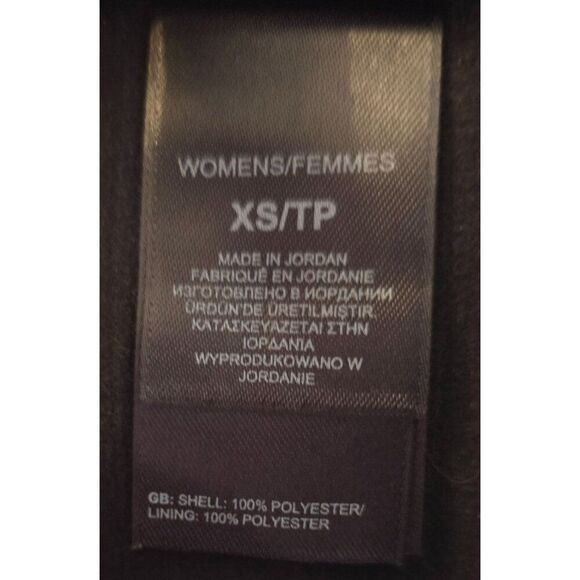 WOMENS/FEMMES
XS/TP
MADE IN JORDAN
FABRIQUÉ EN JORDANIE
ИЗГОТОВЛЕНО В ИОРДАНИИ
ÜRDÜN'DE ÜRETILMIŞTIR.
ΚΑΤΑΣΚΕΥΑΖΕΤΑΙ ΣΤΗΝ
ΙΟΡΔΑΝΙΑ
WYPRODUKOWANO W
JORDANIE
GB: SHELL: 100% POLYESTER/
LINING: 100% POLYESTER